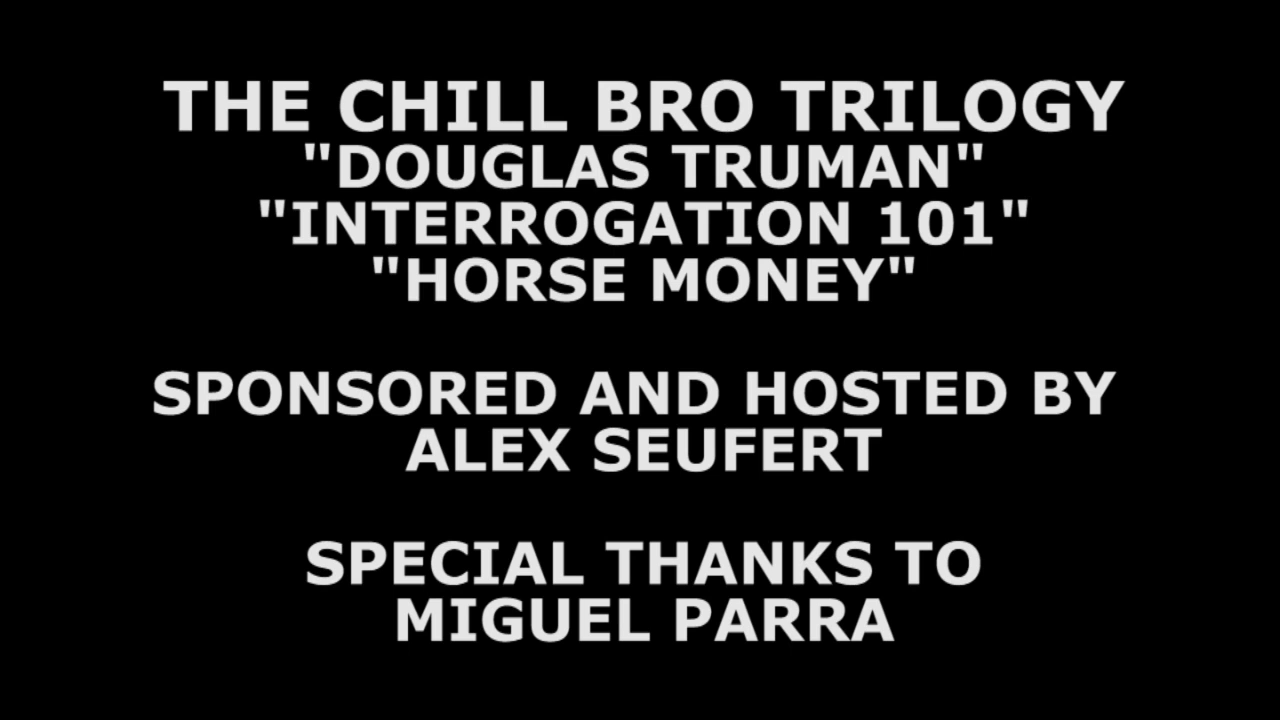 THE CHILL BRO TRILOGY
"DOUGLAS TRUMAN"
"INTERROGATION 101"
"HORSE MONEY"
SPONSORED AND HOSTED BY
ALEX SEUFERT
SPECIAL THANKS TO
MIGUEL PARRA